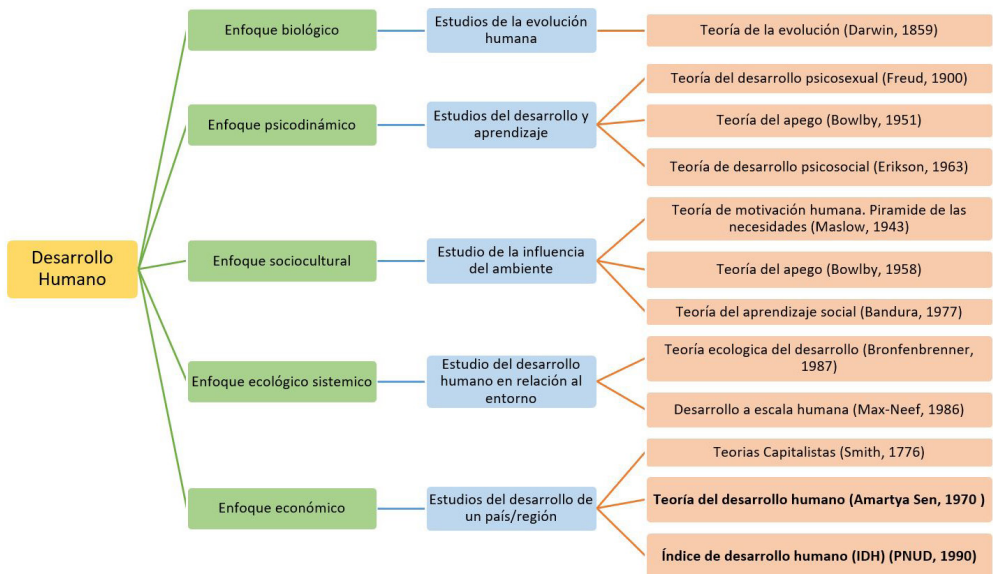 Desarrollo
Humano
Enfoque biológico
Estudios de la evolución
humana
Teoría de la evolución (Darwin, 1859)
Enfoque psicodinámico
Estudios del desarrollo y
aprendizaje
Teoría del desarrollo psicosexual (Freud, 1900)
Teoría del apego (Bowlby, 1951)
Teoría de desarrollo psicosocial (Erikson, 1963)
Enfoque sociocultural
Estudio de la influencia
del ambiente
Teoría de motivación humana. Piramide de las
necesidades (Maslow, 1943)
Teoría del apego (Bowlby, 1958)
Teoría del aprendizaje social (Bandura, 1977)
Enfoque ecológico sistemico
Estudio del desarrollo
humano en relación al
entorno
Teoría ecologica del desarrollo (Bronfenbrenner,
1987)
Desarrollo a escala humana (Max-Neef, 1986)
Enfoque económico
Estudios del desarrollo de
un país/región
Teorias Capitalistas (Smith, 1776)
Teoría del desarrollo humano (Amartya Sen, 1970 )
Índice de desarrollo humano (IDH) (PNUD, 1990)